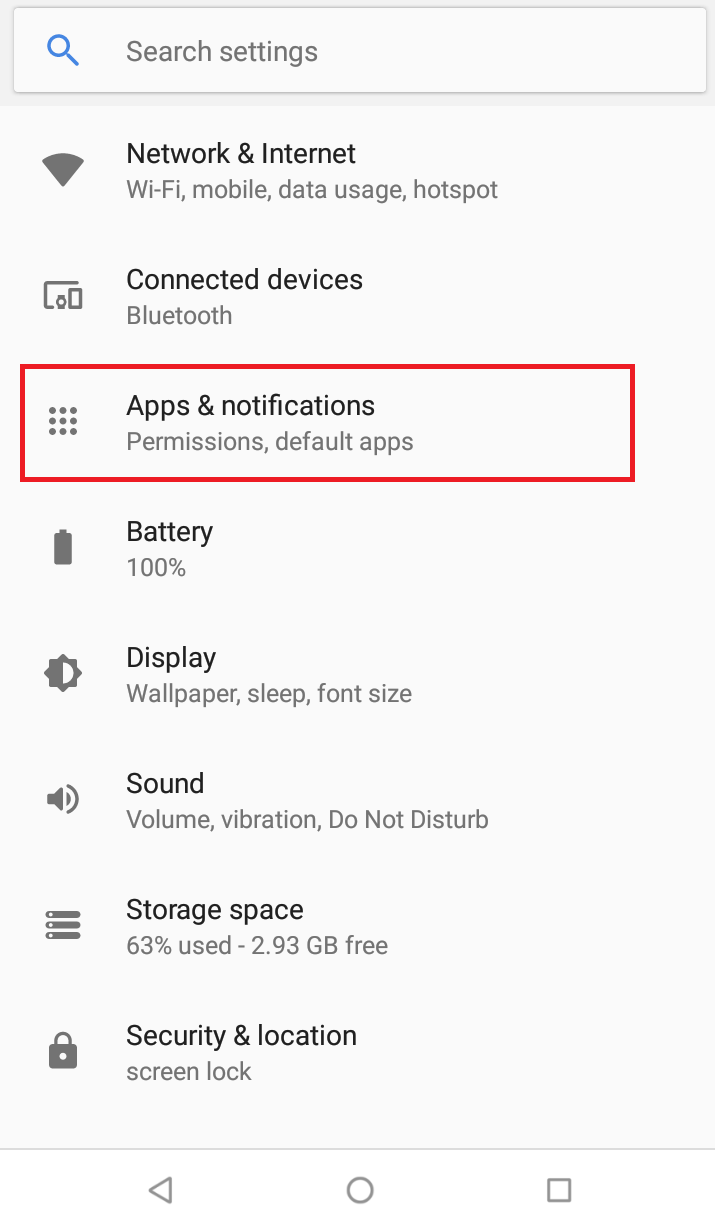 Search settings
Network & Internet
Wi-Fi, mobile, data usage, hotspot
Connected devices
Bluetooth
Apps & notifications
Permissions, default apps
Battery
100%
Display
Wallpaper, sleep, font size
Sound
Volume, vibration, Do Not Disturb
Storage space
63% used - 2.93 GB free
Security & location
screen lock